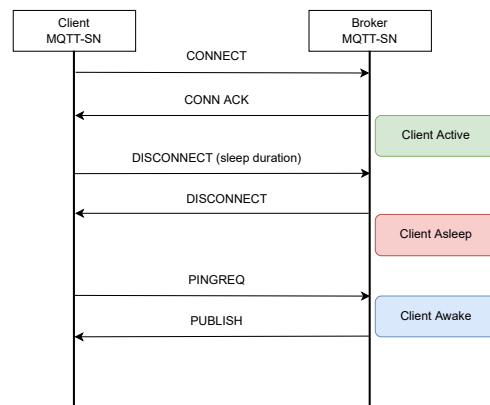 Client
MQTT-SN
Broker
MQTT-SN
CONNECT
CONN ACK
Client Active
DISCONNECT (sleep duration)
DISCONNECT
Client Asleep
PINGREQ
Client Awake
PUBLISH